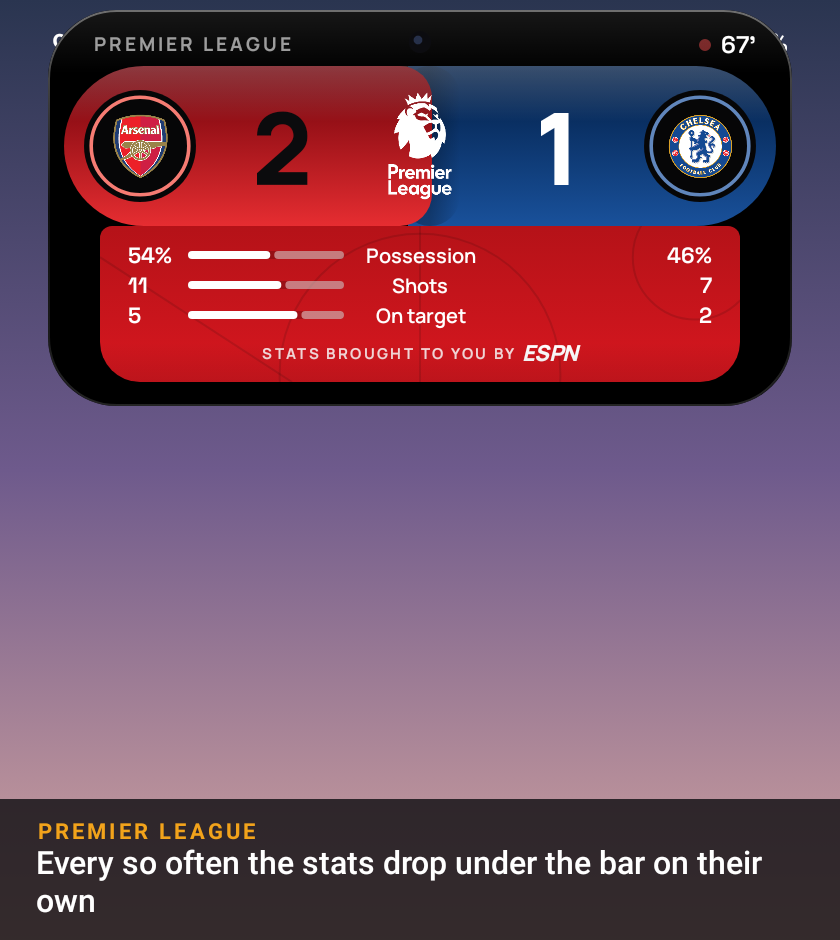 PREMIER LEAGUE
67’
Arsenal
2
Premier
League
1
CHELSEA
FOOTBALL CLUB
54% Possession 46%
11 Shots 7
5 On target 2
STATS BROUGHT TO YOU BY ESPN
PREMIER LEAGUE
Every so often the stats drop under the bar on their
own